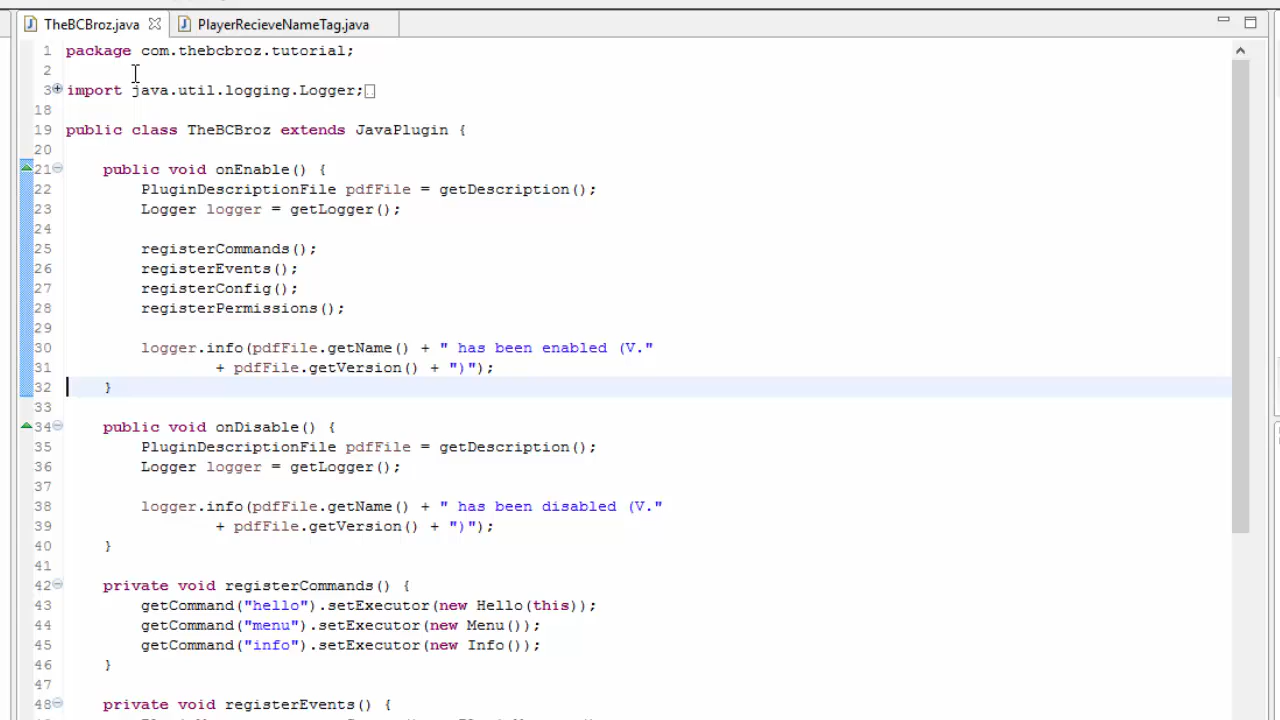 TheBCBroz.java PlayerRecieveNameTag.java
1 package com.thebcbroz.tutorial;
2
3 import java.util.logging.Logger;
18
19 public class TheBCBroz extends JavaPlugin {
20
21 public void onEnable() {
22 PluginDescriptionFile pdfFile = getDescription();
23 Logger logger = getLogger();
24
25 registerCommands();
26 registerEvents();
27 registerConfig();
28 registerPermissions();
29
30 logger.info(pdfFile.getName() + " has been enabled (V."
31 + pdfFile.getVersion() + ")");
32 }
33
34 public void onDisable() {
35 PluginDescriptionFile pdfFile = getDescription();
36 Logger logger = getLogger();
37
38 logger.info(pdfFile.getName() + " has been disabled (V."
39 + pdfFile.getVersion() + ")");
40 }
41
42 private void registerCommands() {
43 getCommand("hello").setExecutor(new Hello(this));
44 getCommand("menu").setExecutor(new Menu());
45 getCommand("info").setExecutor(new Info());
46 }
47
48 private void registerEvents() {